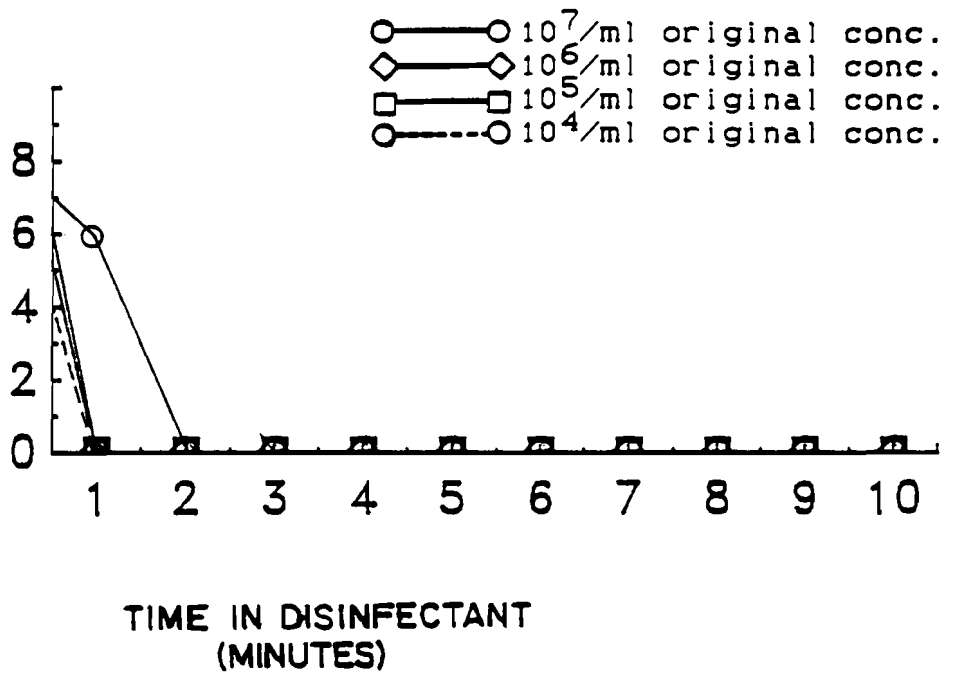 10⁷/ml original conc.
10⁶/ml original conc.
10⁵/ml original conc.
10⁴/ml original conc.
8
6
4
2
0
1 2 3 4 5 6 7 8 9 10
TIME IN DISINFECTANT
(MINUTES)